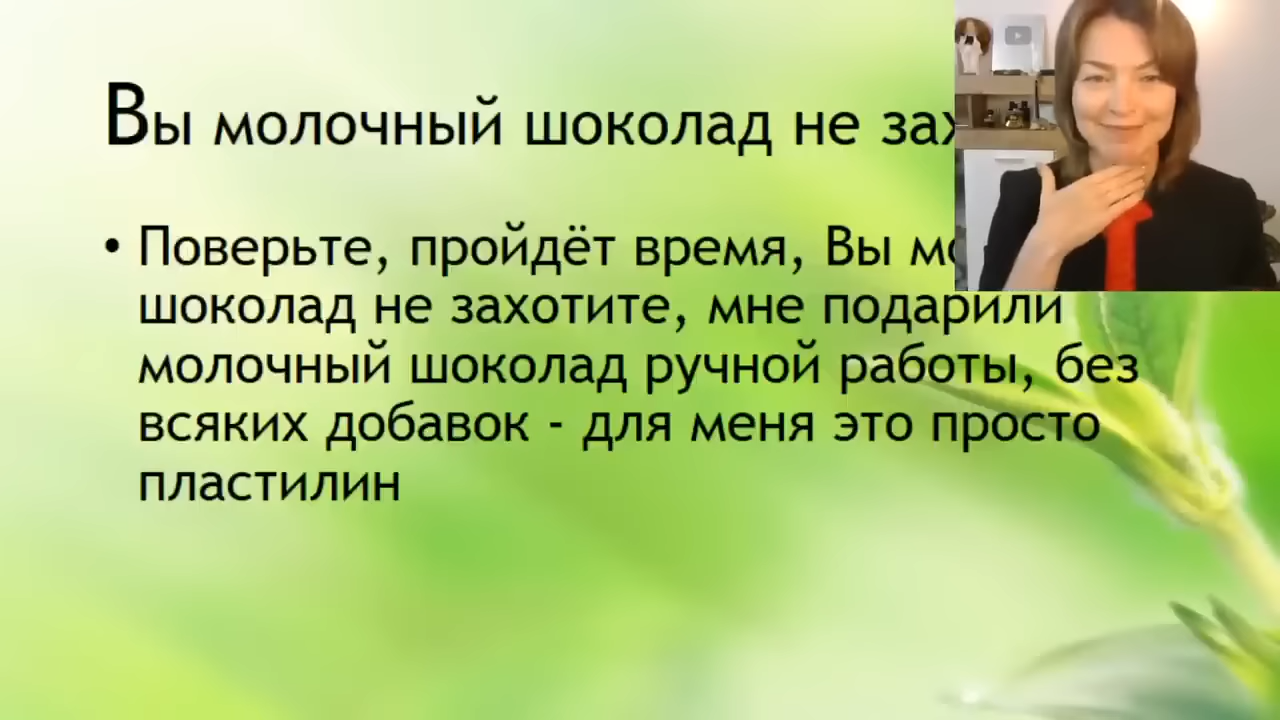 Вы молочный шоколад не
• Поверьте, пройдёт время, Вы
шоколад не захотите, мне подарили
молочный шоколад ручной работы, без
всяких добавок - для меня это просто
пластилин